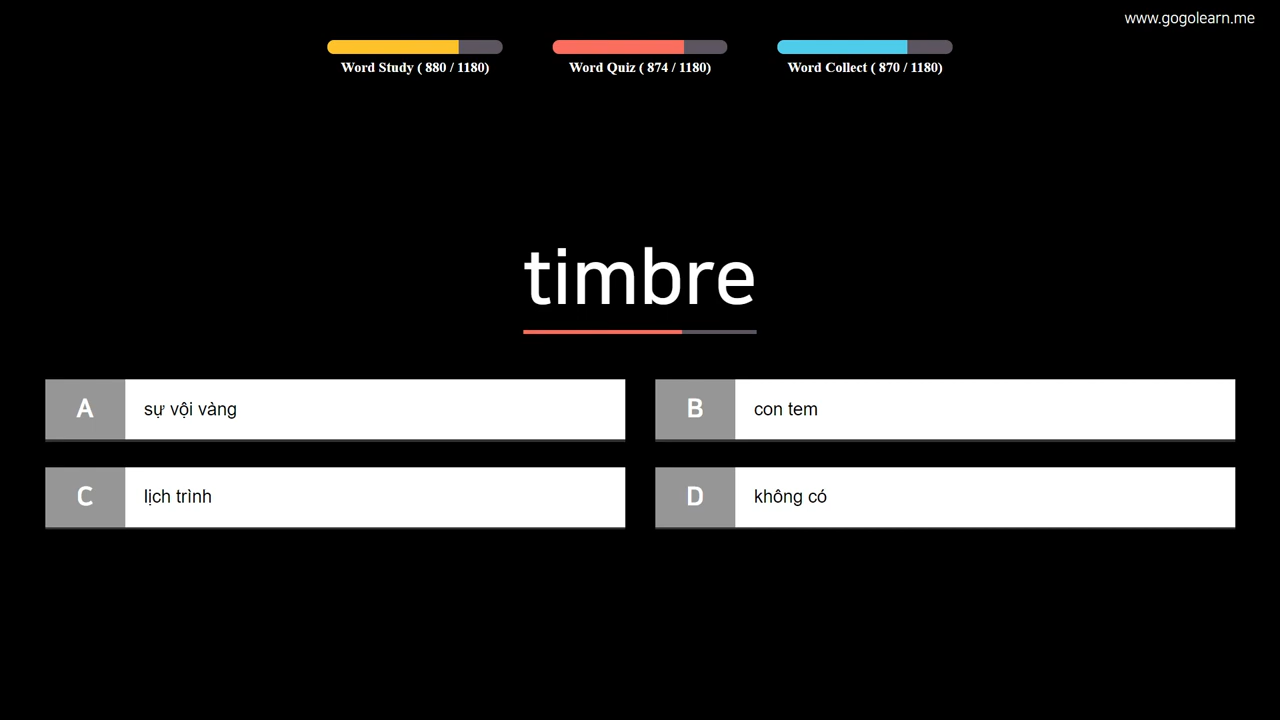 www.gogolearn.me
Word Study ( 880 / 1180)
Word Quiz ( 874 / 1180)
Word Collect ( 870 / 1180)
timbre
A sự vội vàng
B con tem
C lịch trình
D không có